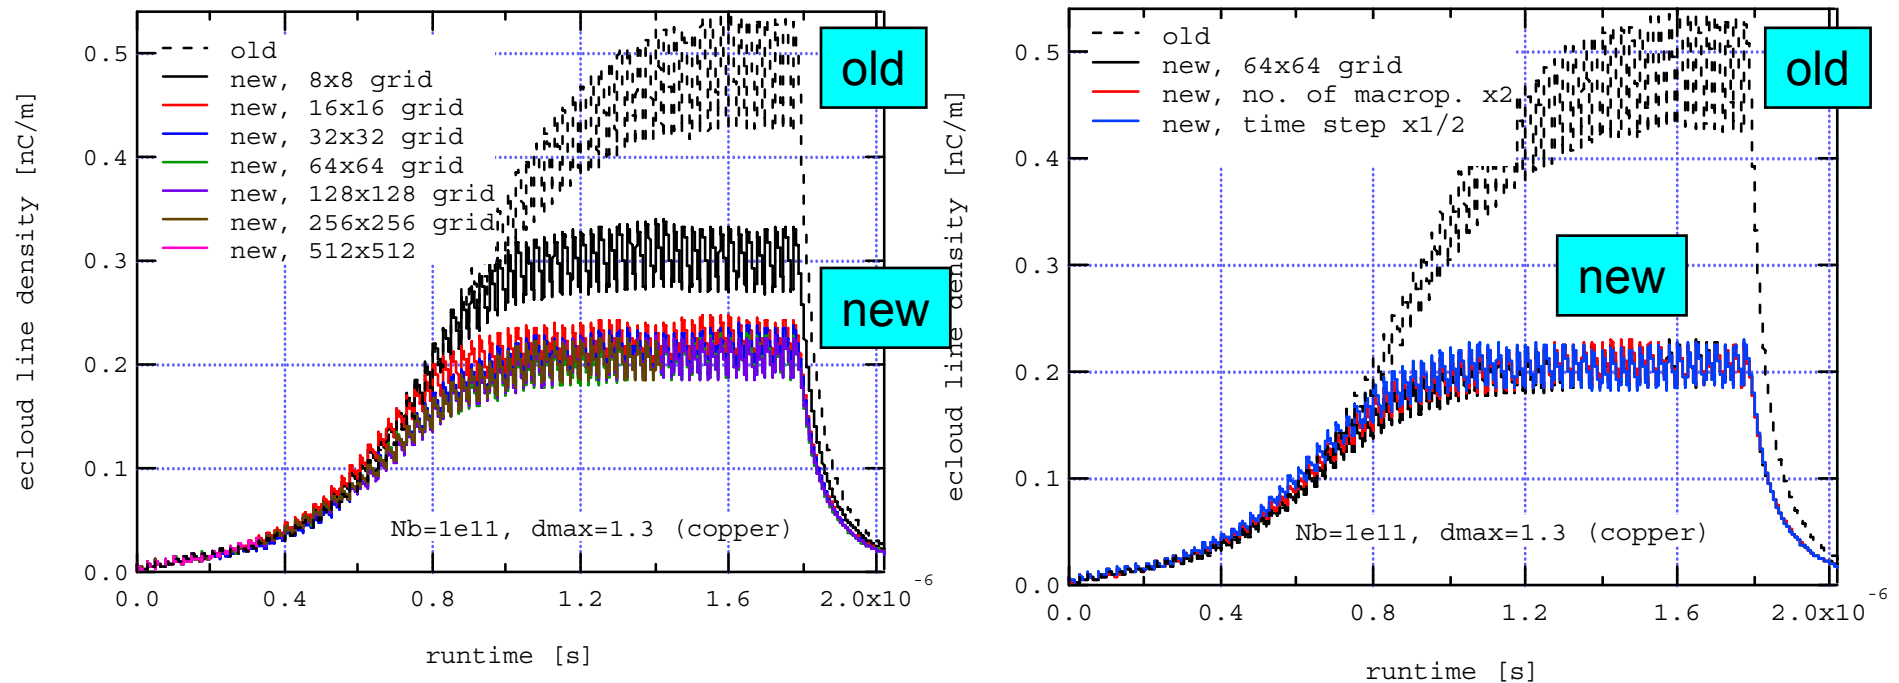 ecloud line density [nC/m]
0.5
0.4
0.3
0.2
0.1
0.0
old
new, 8x8 grid
new, 16x16 grid
new, 32x32 grid
new, 64x64 grid
new, 128x128 grid
new, 256x256 grid
new, 512x512
old
new
Nb=1e11, dmax=1.3 (copper)
0.0 0.4 0.8 1.2 1.6 2.0x10 -6
runtime [s]
ecloud line density [nC/m]
0.5
0.4
0.3
0.2
0.1
0.0
old
new, 64x64 grid
new, no. of macrop. x2
new, time step x1/2
old
new
Nb=1e11, dmax=1.3 (copper)
0.0 0.4 0.8 1.2 1.6 2.0x10 -6
runtime [s]